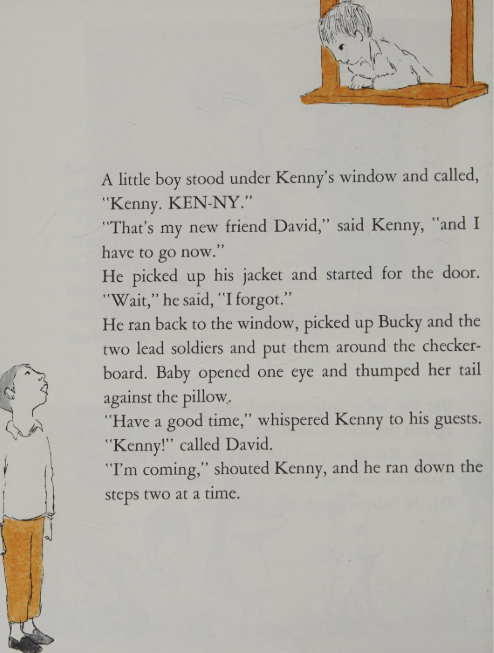 A little boy stood under Kenny's window and called,
"Kenny. KEN-NY."
"That's my new friend David," said Kenny, "and I
have to go now."
He picked up his jacket and started for the door.
"Wait," he said, "I forgot."
He ran back to the window, picked up Bucky and the
two lead soldiers and put them around the checker-
board. Baby opened one eye and thumped her tail
against the pillow.
"Have a good time," whispered Kenny to his guests.
"Kenny!" called David.
"I'm coming," shouted Kenny, and he ran down the
steps two at a time.